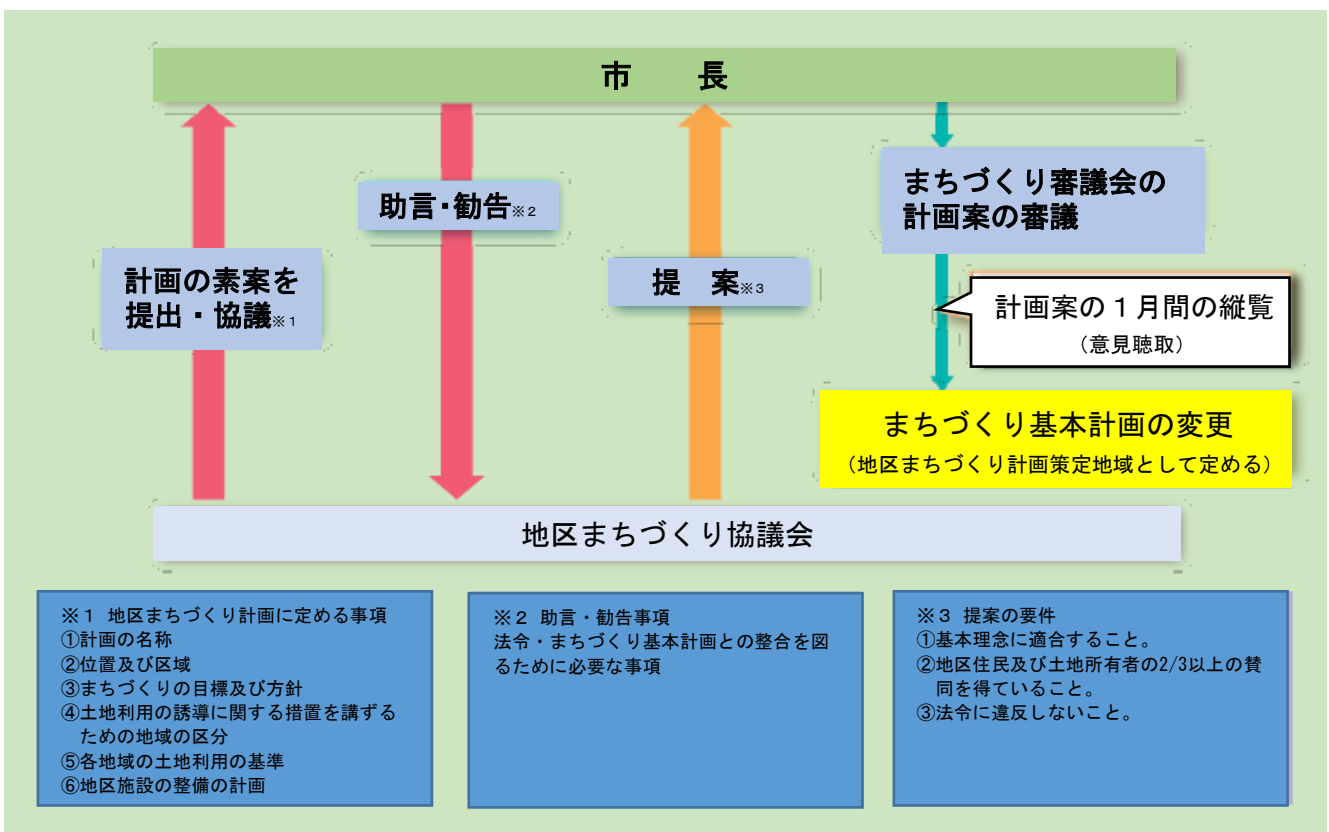 市　　長
助言・勧告※2
まちづくり審議会の
計画案の審議
計画の素案を
提出・協議※1
提　案※3
計画案の１月間の縦覧
（意見聴取）
まちづくり基本計画の変更
（地区まちづくり計画策定地域として定める）
地区まちづくり協議会
※１ 地区まちづくり計画に定める事項
①計画の名称
②位置及び区域
③まちづくりの目標及び方針
④土地利用の誘導に関する措置を講ずる
ための地域の区分
⑤各地域の土地利用の基準
⑥地区施設の整備の計画
※２ 助言・勧告事項
法令・まちづくり基本計画との整合を図
るために必要な事項
※３ 提案の要件
①基本理念に適合すること。
②地区住民及び土地所有者の2/3以上の賛
同を得ていること。
③法令に違反しないこと。